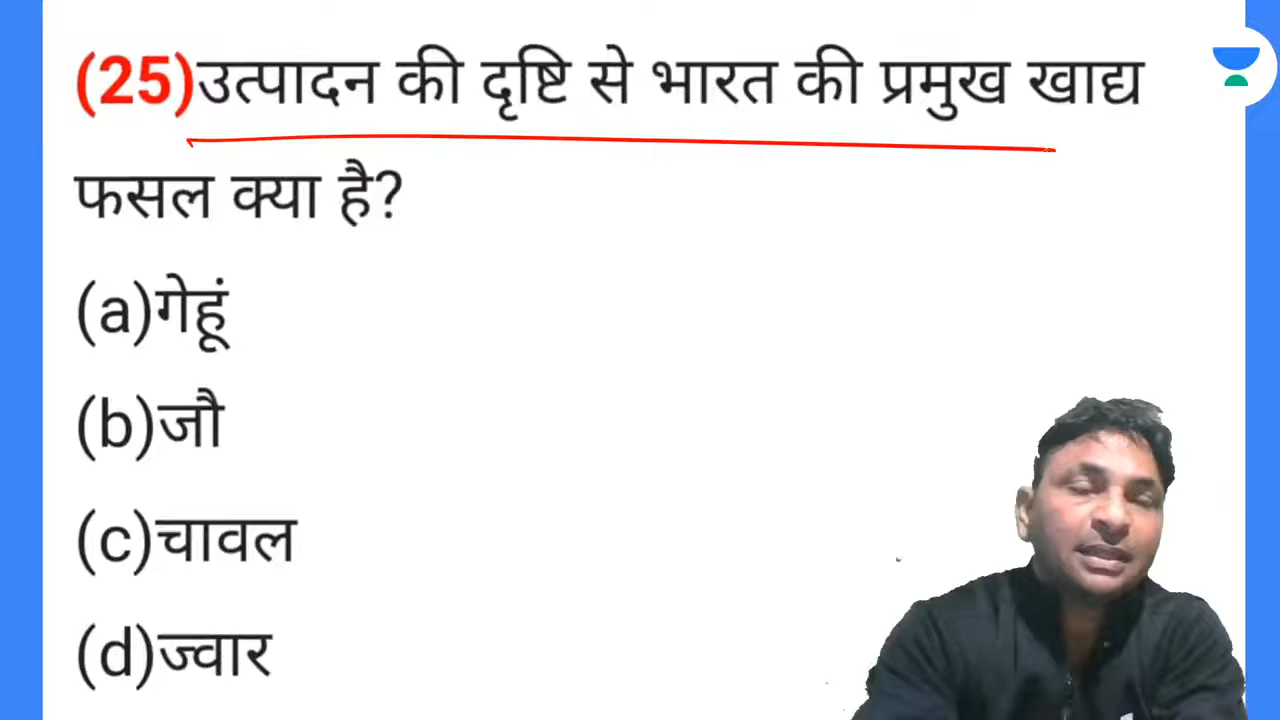 (25)उत्पादन की दृष्टि से भारत की प्रमुख खाद्य
फसल क्या है?
(a)गेहूं
(b)जौ
(c)चावल
(d)ज्वार